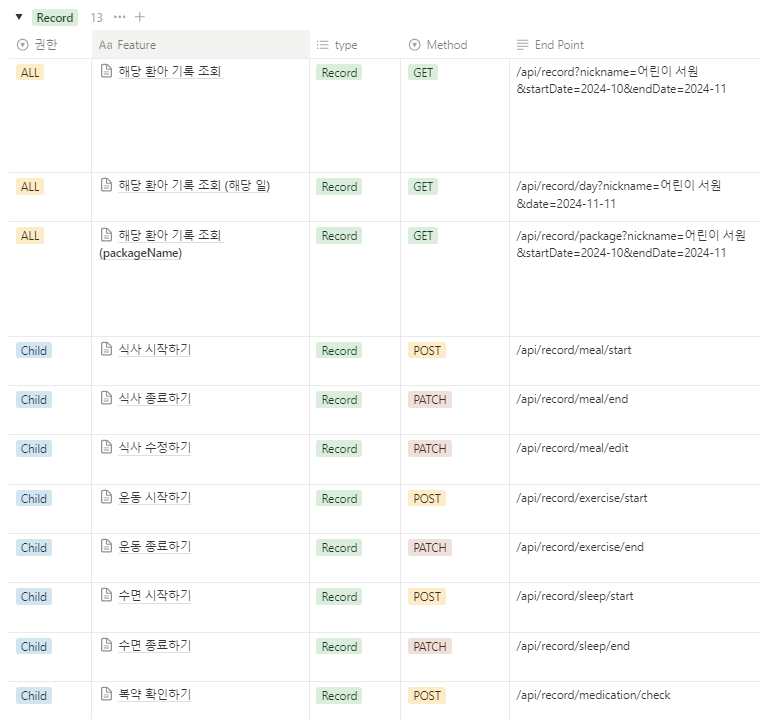 Record 13
권한 Aa Feature type Method End Point
ALL 해당 환아 기록 조회 Record GET /api/record?nickname=어린이 서원
&startDate=2024-10&endDate=2024-11
ALL 해당 환아 기록 조회 (해당 일) Record GET /api/record/day?nickname=어린이 서원
&date=2024-11-11
ALL 해당 환아 기록 조회 Record GET /api/record/package?nickname=어린이 서원
(packageName) &startDate=2024-10&endDate=2024-11
Child 식사 시작하기 Record POST /api/record/meal/start
Child 식사 종료하기 Record PATCH /api/record/meal/end
Child 식사 수정하기 Record PATCH /api/record/meal/edit
Child 운동 시작하기 Record POST /api/record/exercise/start
Child 운동 종료하기 Record PATCH /api/record/exercise/end
Child 수면 시작하기 Record POST /api/record/sleep/start
Child 수면 종료하기 Record PATCH /api/record/sleep/end
Child 복약 확인하기 Record POST /api/record/medication/check